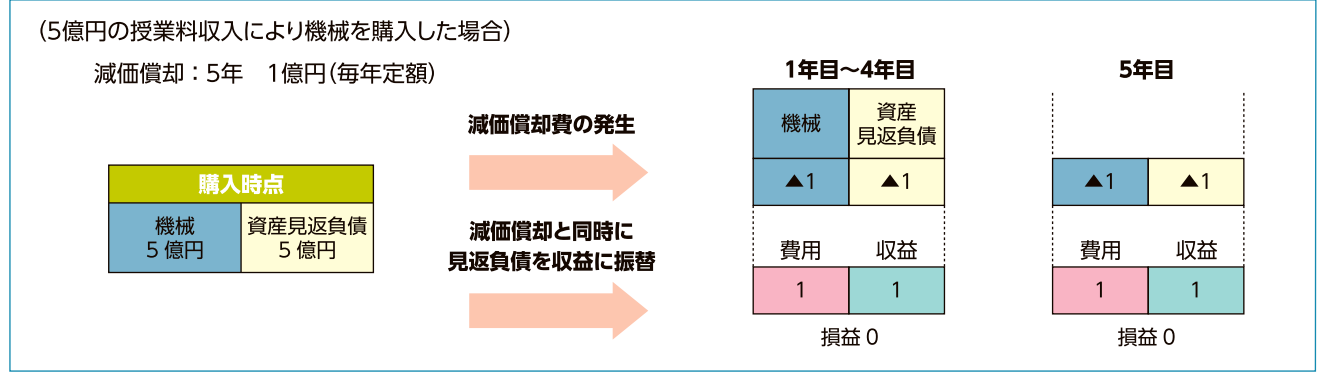 （5億円の授業料収入により機械を購入した場合）
減価償却：5年　1億円（毎年定額）
購入時点
機械
5 億円
資産見返負債
5 億円
減価償却費の発生
減価償却と同時に
見返負債を収益に振替
1年目～4年目
機械
資産
見返負債
▲1
▲1
費用
収益
1
1
損益 0
5年目
▲1
▲1
費用
収益
1
1
損益 0